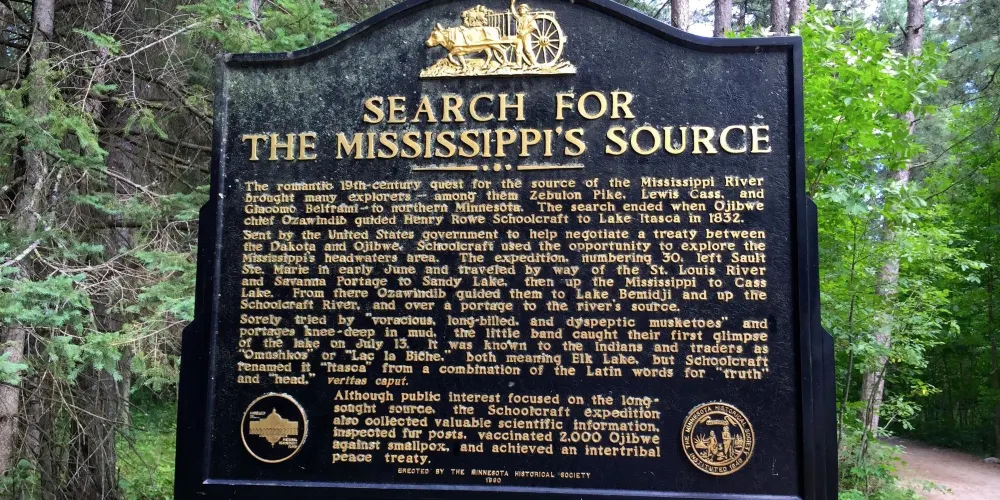 SEARCH FOR
THE MISSISSIPPI'S SOURCE
The romantic 19th-century quest for the source of the Mississippi River
brought many explorers - among them Zebulon Pike, Lewis Cass, and
Giacomo Beltrami - to northern Minnesota. The search ended when Ojibwe
chief Ozawindib guided Henry Rowe Schoolcraft to Lake Itasca in 1832.
Sent by the United States government to help negotiate a treaty between
the Dakota and Ojibwe, Schoolcraft used the opportunity to explore the
Mississippi's headwaters area. The expedition, numbering 30, left Sault
Ste. Marie in early June and traveled by way of the St. Louis River
and Savanna Portage to Sandy Lake, then up the Mississippi to Cass
Lake. From there Ozawindib guided them to Lake Bemidji and up the
Schoolcraft River, and over a portage to the river's source.
Sorely tried by "voracious, long-billed, and dyspeptic musketoes" and
portages knee-deep in mud, the little band caught their first glimpse
of the lake on July 13. It was known to the Indians and traders as
"Omushkos" or "Lac la Biche," both meaning Elk Lake, but Schoolcraft
renamed it "Itasca" from a combination of the Latin words for "truth"
and "head," veritas caput.
Although public interest focused on the long-
sought source, the Schoolcraft expedition
also collected valuable scientific information,
inspected fur posts, vaccinated 2,000 Ojibwe
against smallpox, and achieved an intertribal
peace treaty.
ERECTED BY THE MINNESOTA HISTORICAL SOCIETY
1990
THE MINNESOTA HISTORICAL SOCIETY
INSTITUTED 1849